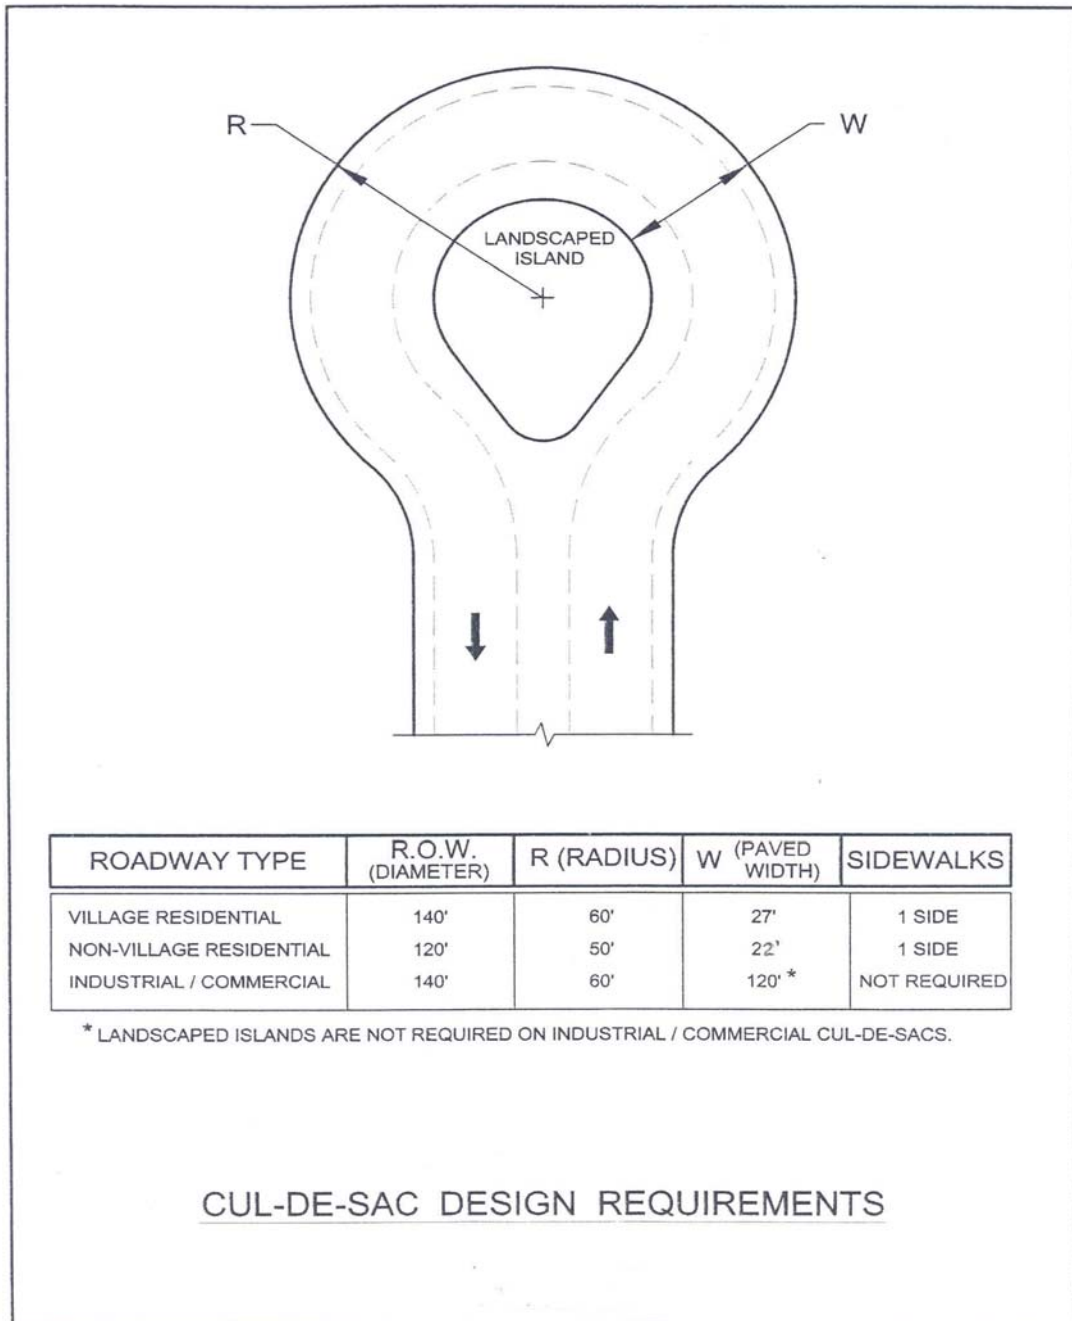 R
W
LANDSCAPED
ISLAND
ROADWAY TYPE R.O.W. (DIAMETER) R (RADIUS) W (PAVED WIDTH) SIDEWALKS
VILLAGE RESIDENTIAL 140' 60' 27' 1 SIDE
NON-VILLAGE RESIDENTIAL 120' 50' 22' 1 SIDE
INDUSTRIAL / COMMERCIAL 140' 60' 120' * NOT REQUIRED
* LANDSCAPED ISLANDS ARE NOT REQUIRED ON INDUSTRIAL / COMMERCIAL CUL-DE-SACS.
CUL-DE-SAC DESIGN REQUIREMENTS